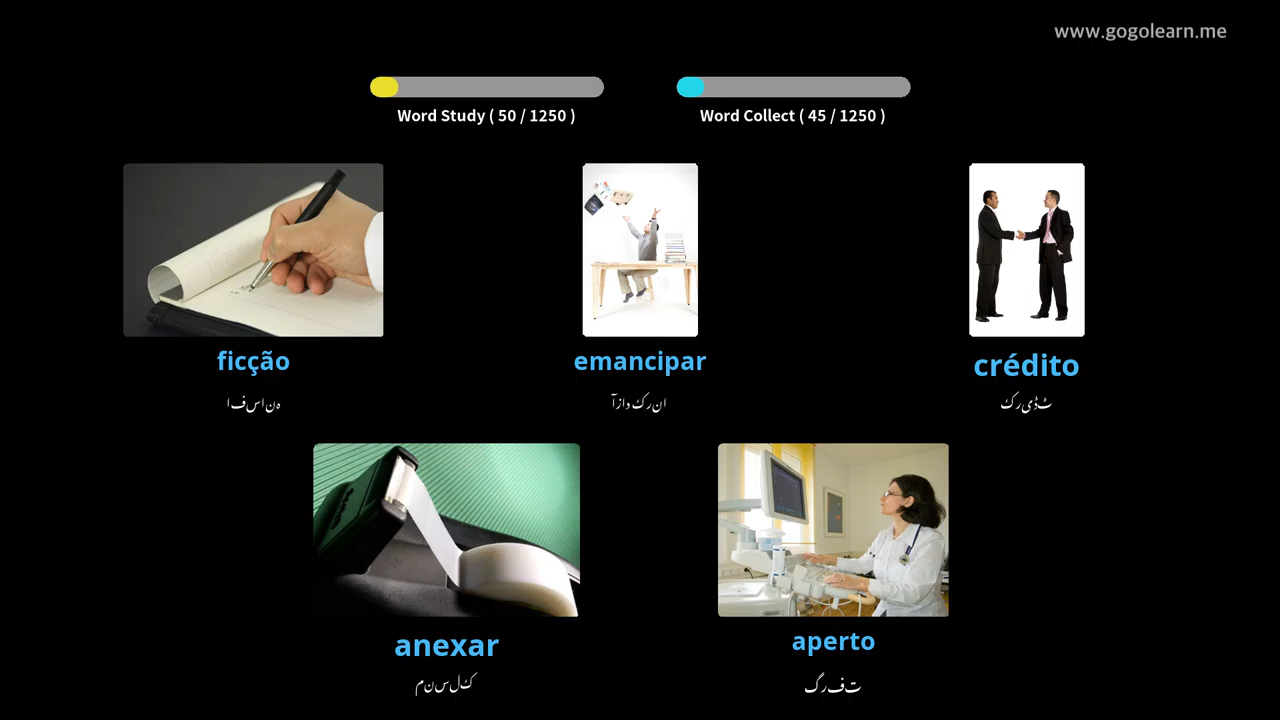 www.gogolearn.me
Word Study ( 50 / 1250 )
Word Collect ( 45 / 1250 )
ficção
افسانہ
emancipar
آزاد کرنا
crédito
کریڈٹ
anexar
منسلک
aperto
گرفت